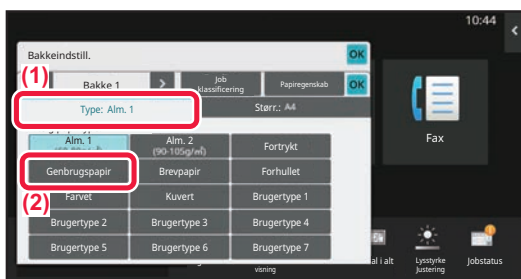 10:44
Bakkeindstill.
OK
(1)
Bakke 1
Job
klassificering
Papiregenskab
OK
Type: Alm. 1
Størr.: A4
Alm. 1
Alm. 2
(90-105g/㎡)
Fortrykt
Genbrugspapir
Brevpapir
Forhullet
(2)
Farvet
Kuvert
Brugertype 1
Brugertype 2
Brugertype 3
Brugertype 4
Brugertype 5
Brugertype 6
Brugertype 7
Fax
al i alt
Lysstyrke
Justering
Jobstatus
visning